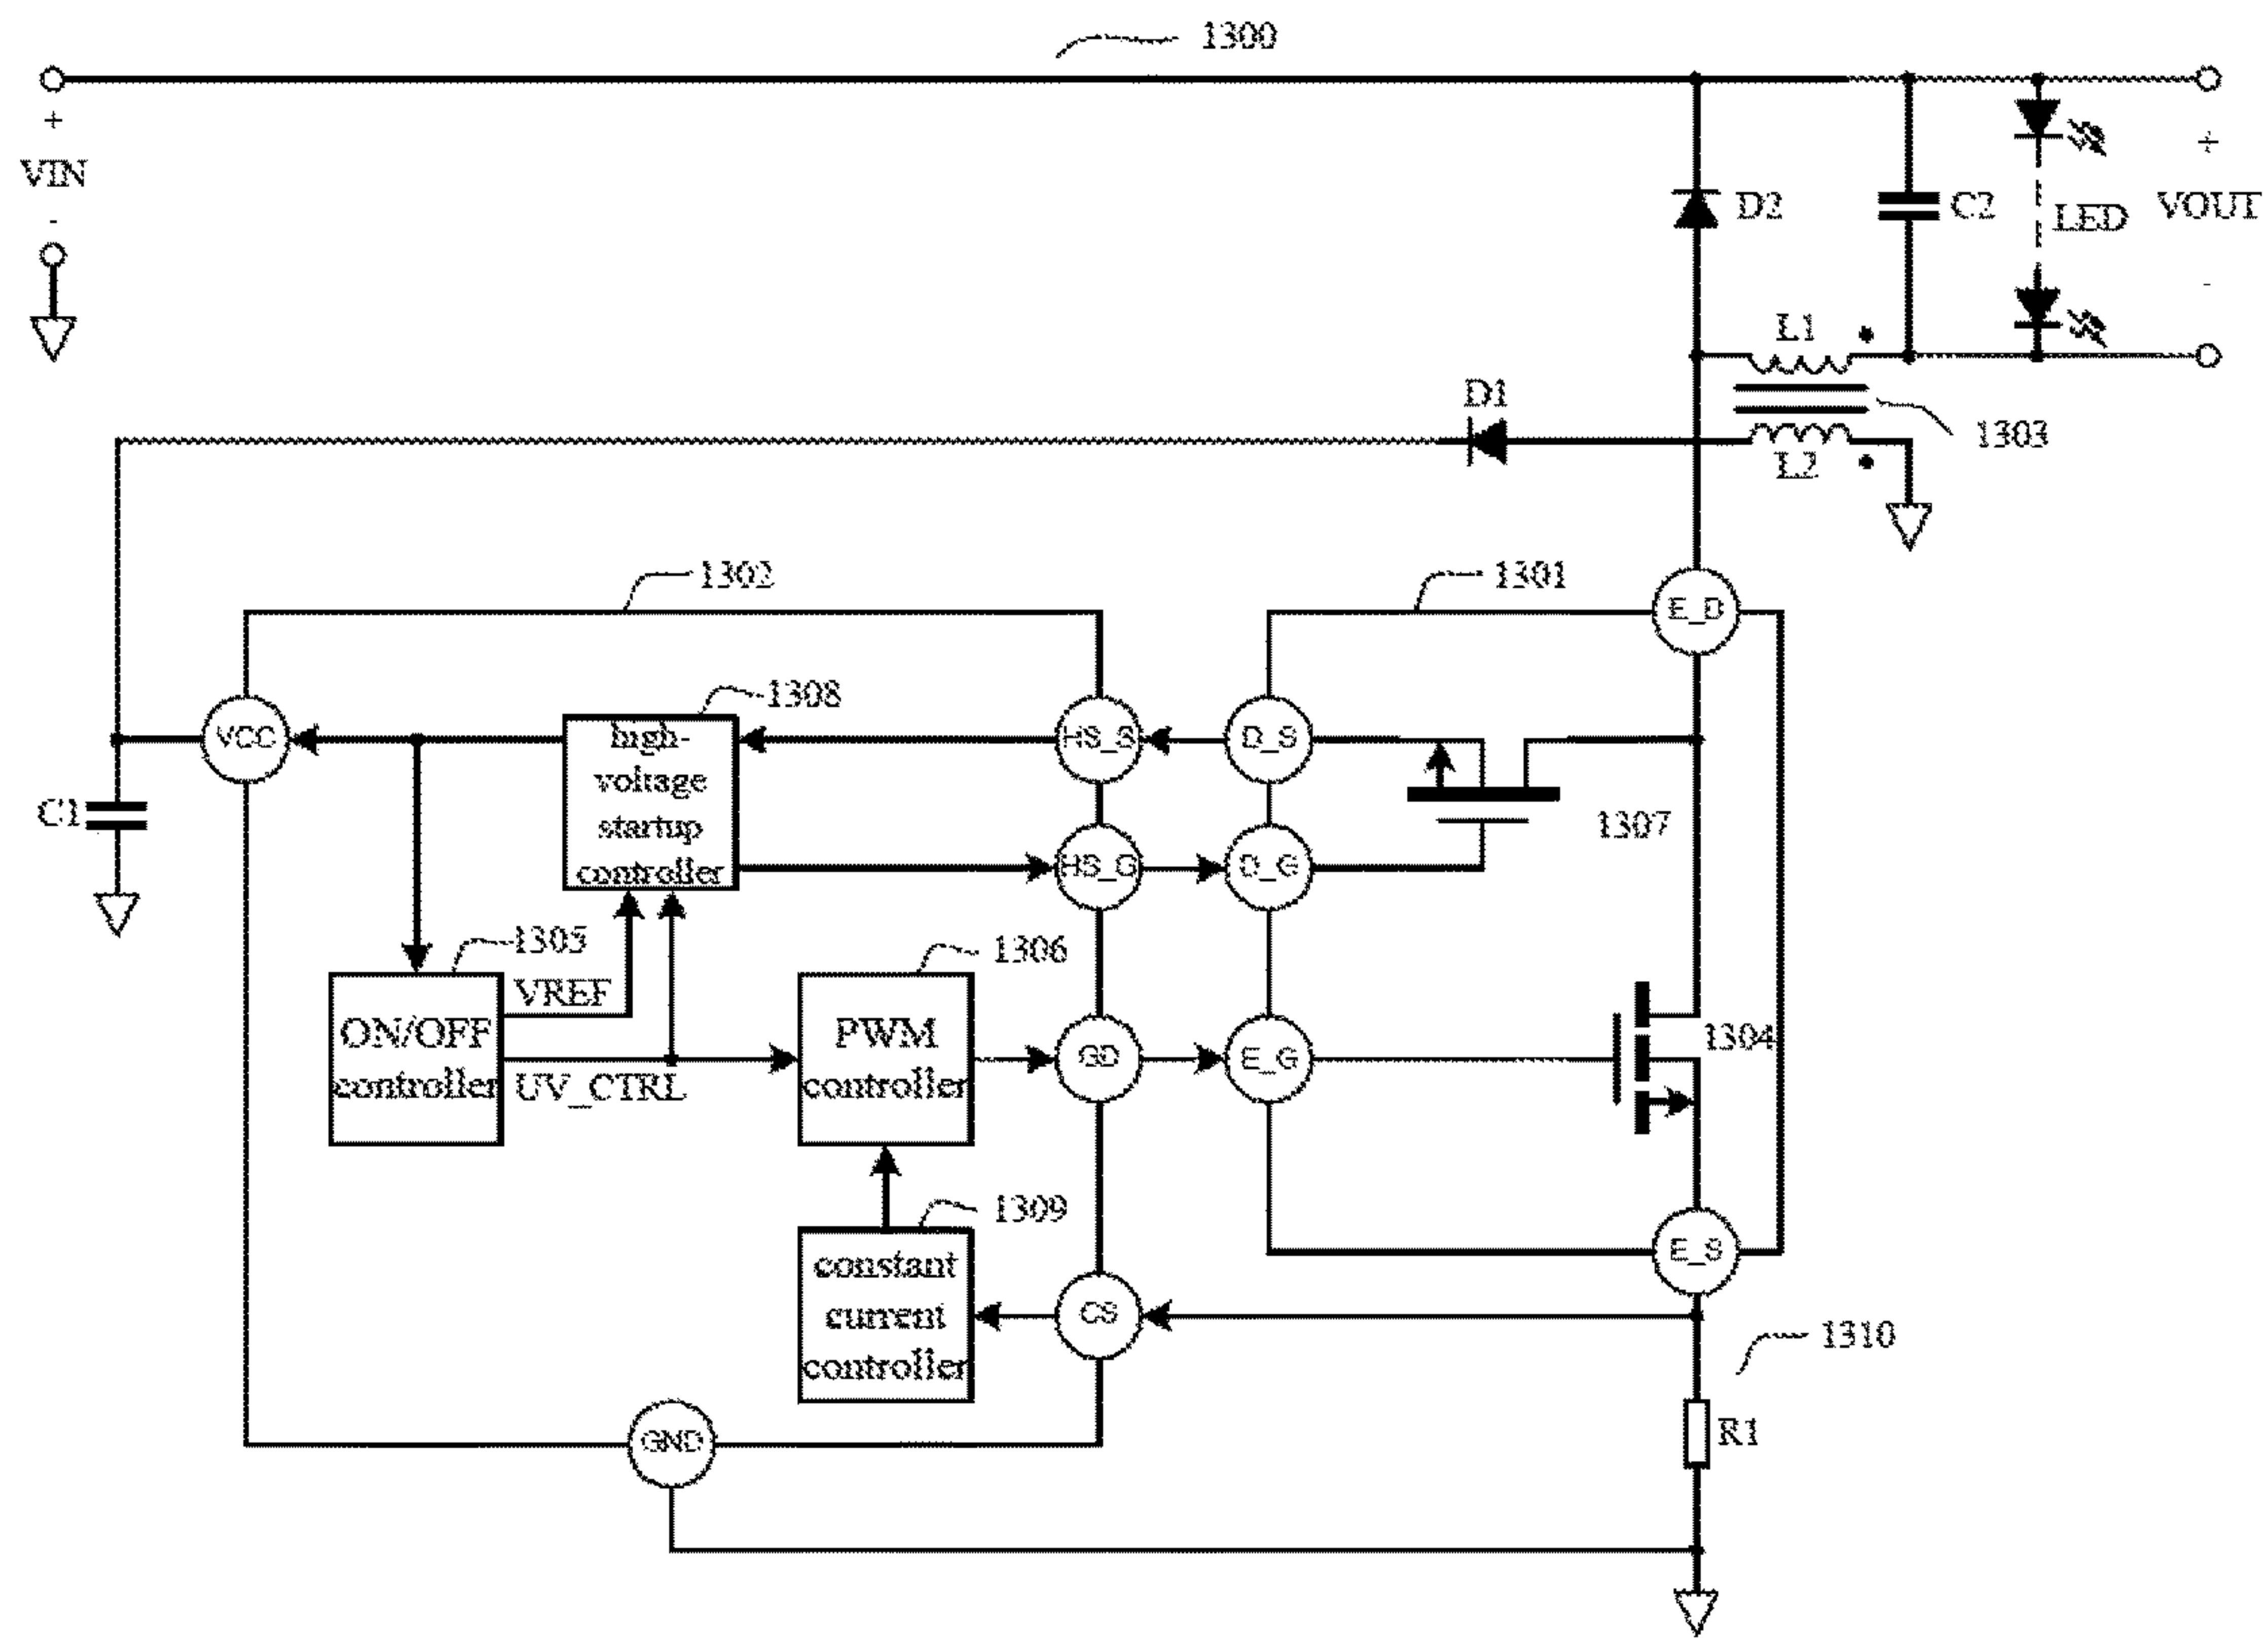 1300
+
VIN
-
D2
C2
LED
+
VOUT
-
L1
D1
1303
L2
1302
1301
E_D
1308
VCC
high-
voltage
startup
controller
HS_S
D_S
C1
HS_G
D_G
1307
1305
1306
VREF
ON/OFF
controller
UV_CTRL
PWM
controller
GD
E_G
1304
1309
constant
current
controller
CS
E_S
1310
GND
R1